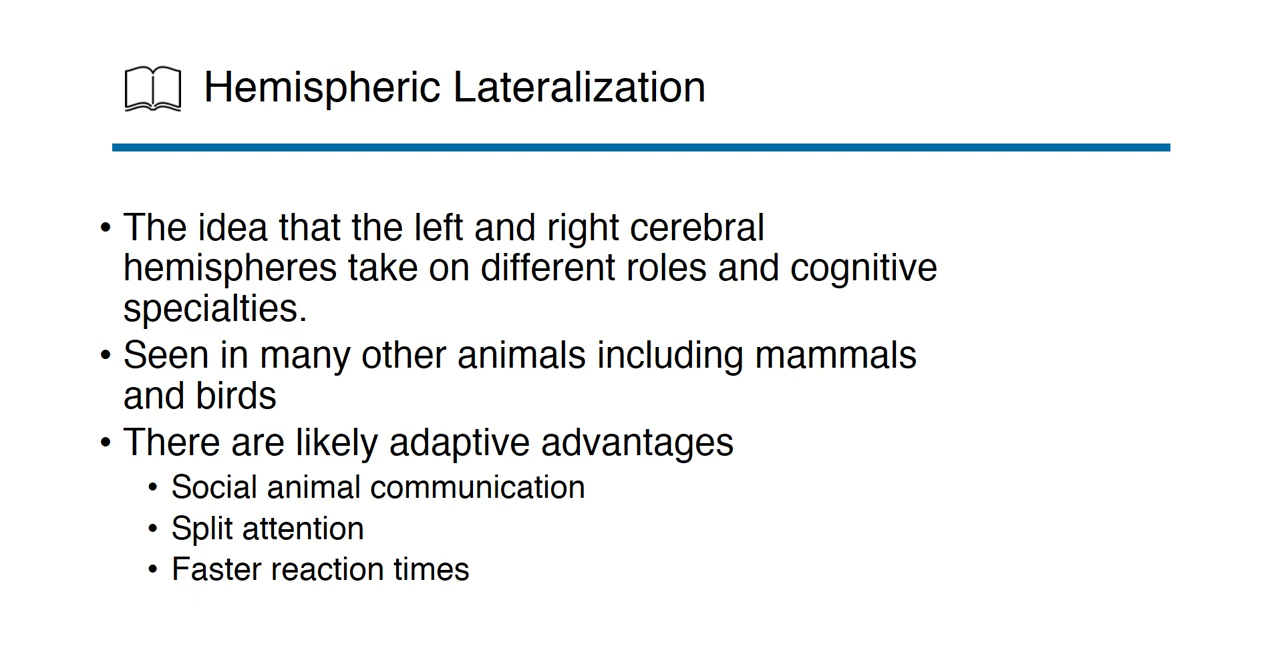 Hemispheric Lateralization
• The idea that the left and right cerebral
hemispheres take on different roles and cognitive
specialties.
• Seen in many other animals including mammals
and birds
• There are likely adaptive advantages
• Social animal communication
• Split attention
• Faster reaction times